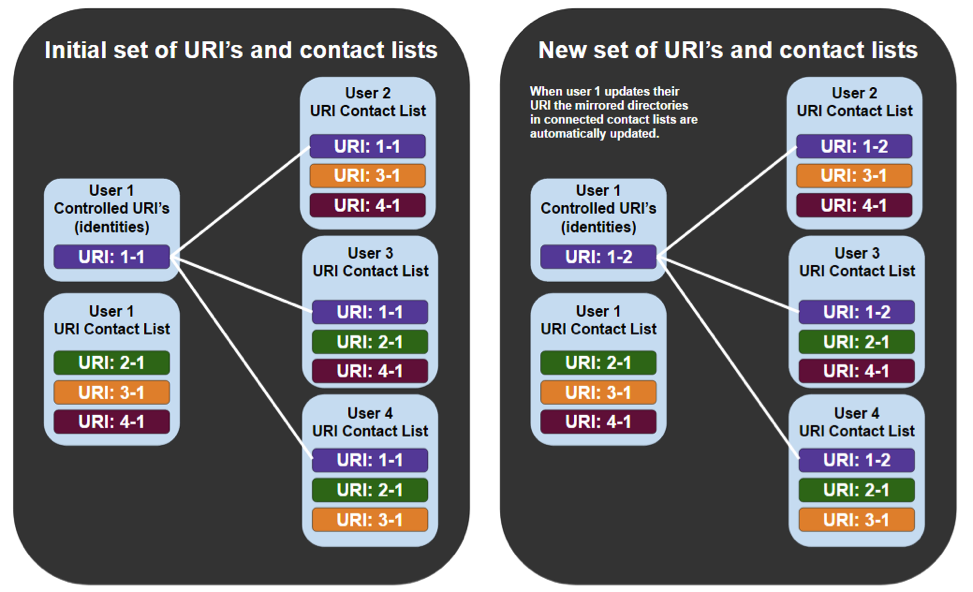 Initial set of URI's and contact lists
User 2
URI Contact List
URI: 1-1
URI: 3-1
URI: 4-1
User 1
Controlled URI's
(identities)
URI: 1-1
User 3
URI Contact List
URI: 1-1
URI: 2-1
URI: 4-1
User 1
URI Contact List
URI: 2-1
URI: 3-1
URI: 4-1
User 4
URI Contact List
URI: 1-1
URI: 2-1
URI: 3-1
New set of URI's and contact lists
When user 1 updates their
URI the mirrored directories
in connected contact lists are
automatically updated.
User 2
URI Contact List
URI: 1-2
URI: 3-1
URI: 4-1
User 1
Controlled URI's
(identities)
URI: 1-2
User 3
URI Contact List
URI: 1-2
URI: 2-1
URI: 4-1
User 1
URI Contact List
URI: 2-1
URI: 3-1
URI: 4-1
User 4
URI Contact List
URI: 1-2
URI: 2-1
URI: 3-1